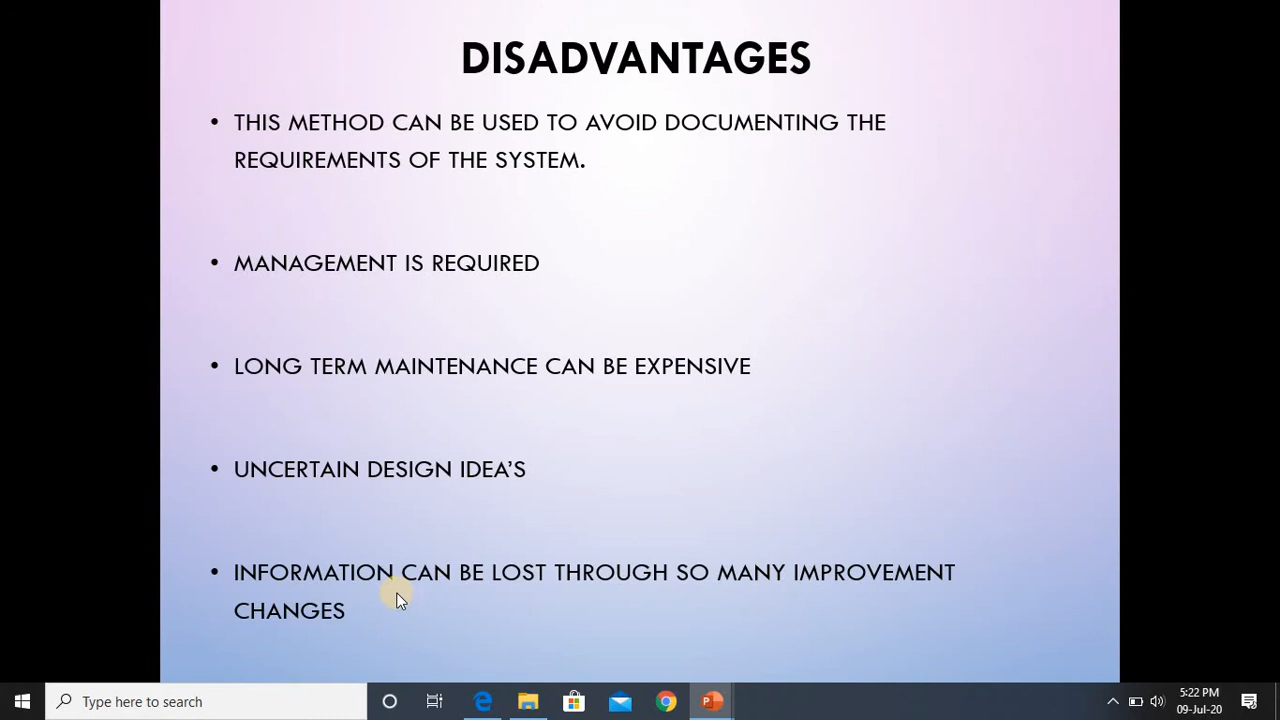 DISADVANTAGES
• THIS METHOD CAN BE USED TO AVOID DOCUMENTING THE
REQUIREMENTS OF THE SYSTEM.
• MANAGEMENT IS REQUIRED
• LONG TERM MAINTENANCE CAN BE EXPENSIVE
• UNCERTAIN DESIGN IDEA’S
• INFORMATION CAN BE LOST THROUGH SO MANY IMPROVEMENT
CHANGES
Type here to search
5:22 PM
09-Jul-20